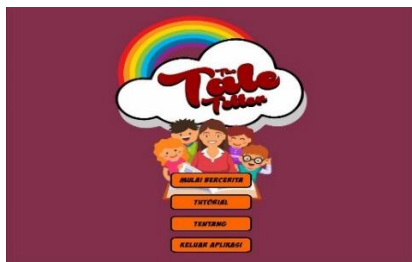 The
Tale
Teller
MULAI BERCERITA
TUTORIAL
TENTANG
KELUAR APLIKASI